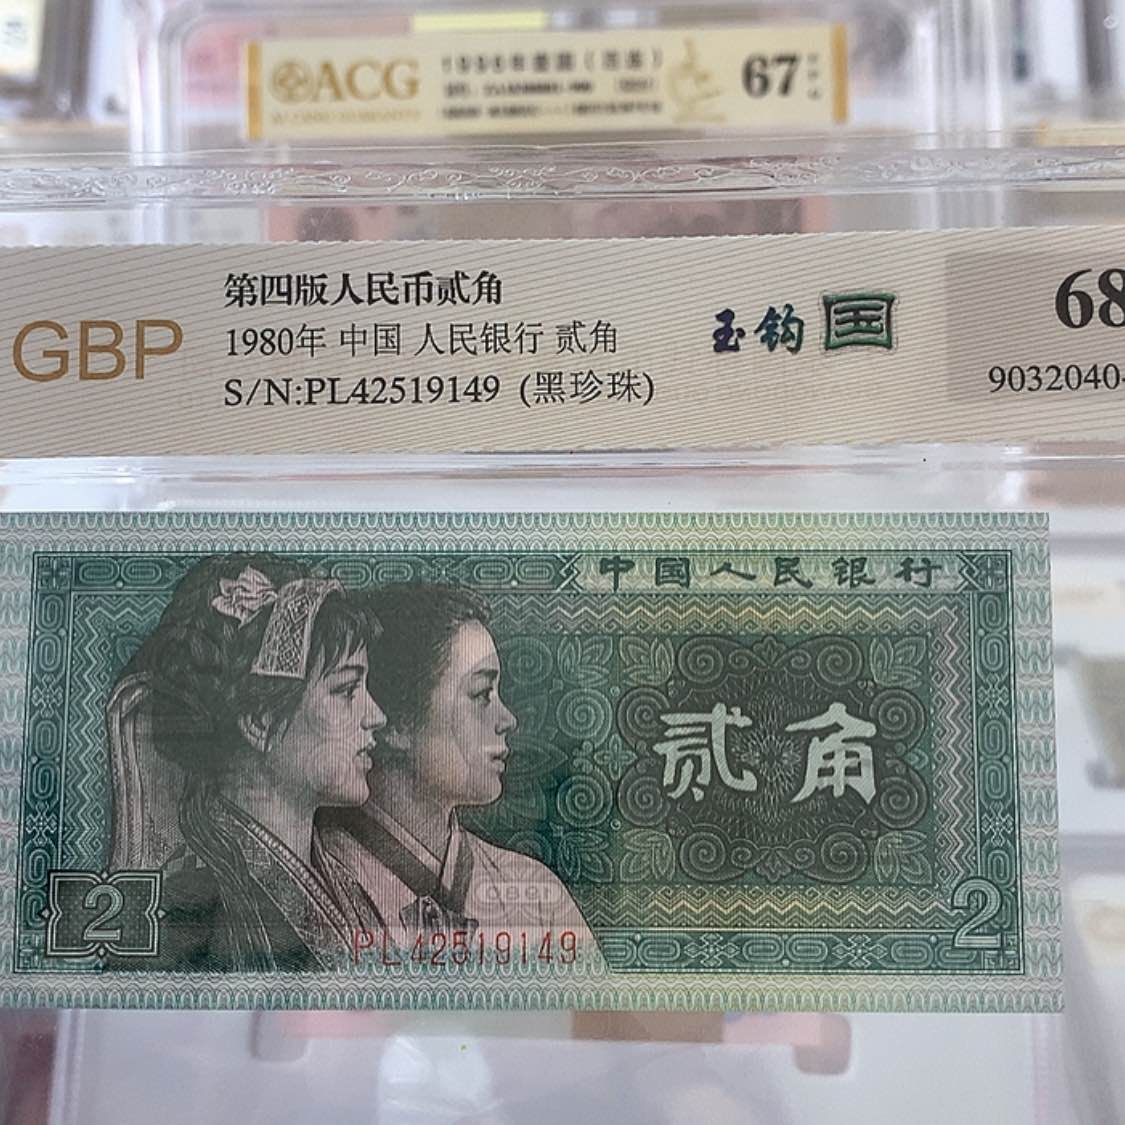 ACG
67
GBP
第四版人民币贰角
1980年 中国 人民银行 贰角
S/N:PL42519149 (黑珍珠)
玉钩国
68
9032040
中国人民银行
贰角
2
2
1980
PL42519149